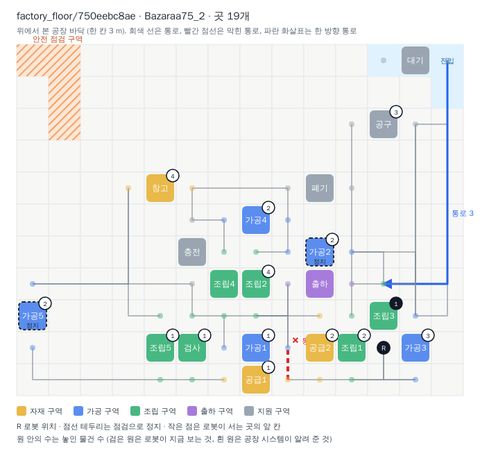 factory_floor/750eebc8ae · Bazaraa75_2 · 곳 19개
위에서 본 공장 바닥 (한 칸 3 m). 회색 선은 통로, 빨간 점선은 막힌 통로, 파란 화살표는 한 방향 통로
안전 점검 구역
대기
진입
공구 3
창고 4
폐기
가공4 2
통로 3
충전
가공2 2
정지
조립4
조립2 4
출하
가공5 2
정지
조립3 1
조립5 1
검사 1
가공1 1
공급2 2
조립1 2
R
가공3 3
공급1 1
자재 구역
가공 구역
조립 구역
출하 구역
지원 구역
R 로봇 위치 · 점선 테두리는 점검으로 정지 · 작은 점은 로봇이 서는 곳의 앞 칸
원 안의 수는 놓인 물건 수 (검은 원은 로봇이 지금 보는 것, 흰 원은 공장 시스템이 알려 준 것)